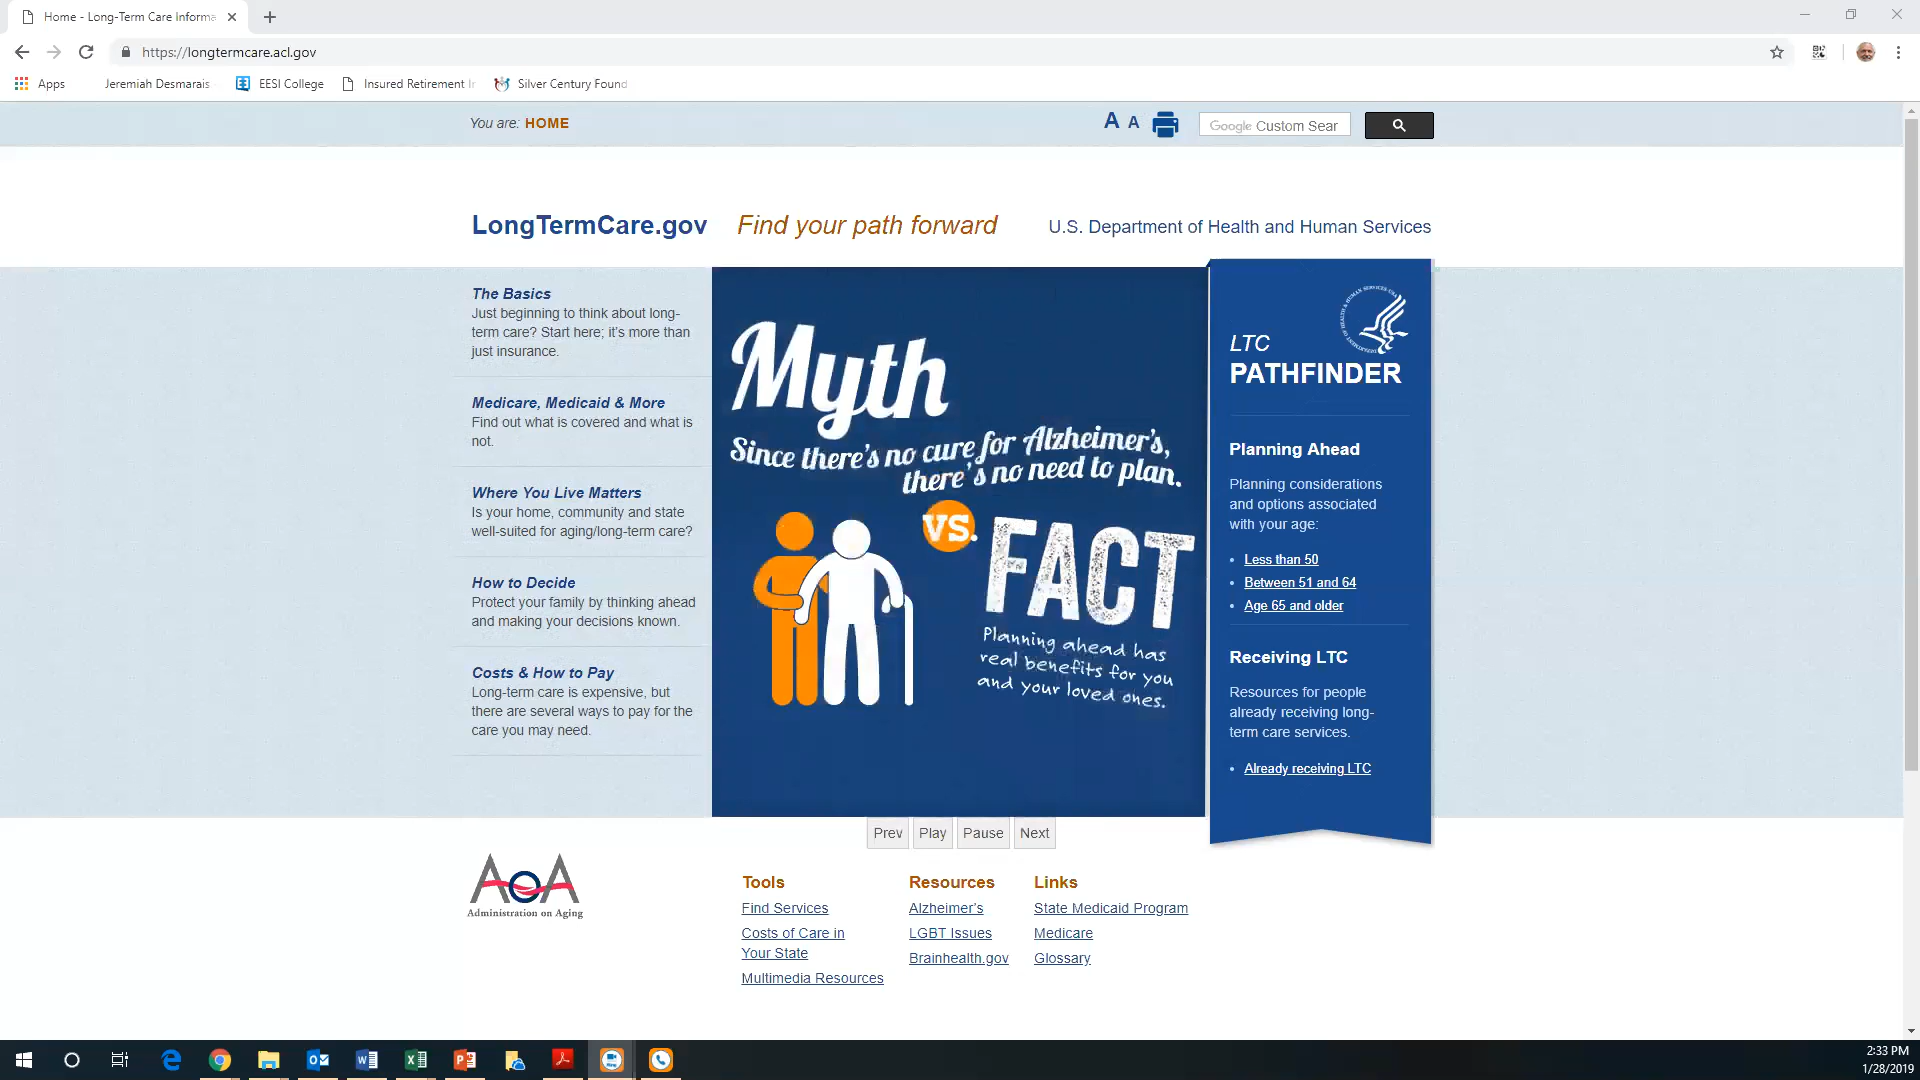 Home - Long-Term Care Informa
https://longtermcare.acl.gov
Apps
Jeremiah Desmarais
EESI College
Insured Retirement In
Silver Century Found
You are: HOME
A A
Google Custom Sear
LongTermCare.gov
Find your path forward
U.S. Department of Health and Human Services
The Basics
Just beginning to think about long-
term care? Start here; it's more than
just insurance.
Medicare, Medicaid & More
Find out what is covered and what is
not.
Where You Live Matters
Is your home, community and state
well-suited for aging/long-term care?
How to Decide
Protect your family by thinking ahead
and making your decisions known.
Costs & How to Pay
Long-term care is expensive, but
there are several ways to pay for the
care you may need.
Myth
Since there's no cure for Alzheimer's,
there's no need to plan.
VS.
FACT
Planning ahead has
real benefits for you
and your loved ones.
Prev
Play
Pause
Next
LTC
PATHFINDER
Planning Ahead
Planning considerations
and options associated
with your age:
Less than 50
Between 51 and 64
Age 65 and older
Receiving LTC
Resources for people
already receiving long-
term care services.
Already receiving LTC
AoA
Administration on Aging
Tools
Find Services
Costs of Care in
Your State
Multimedia Resources
Resources
Alzheimer's
LGBT Issues
Brainhealth.gov
Links
State Medicaid Program
Medicare
Glossary
2:33 PM
1/28/2019